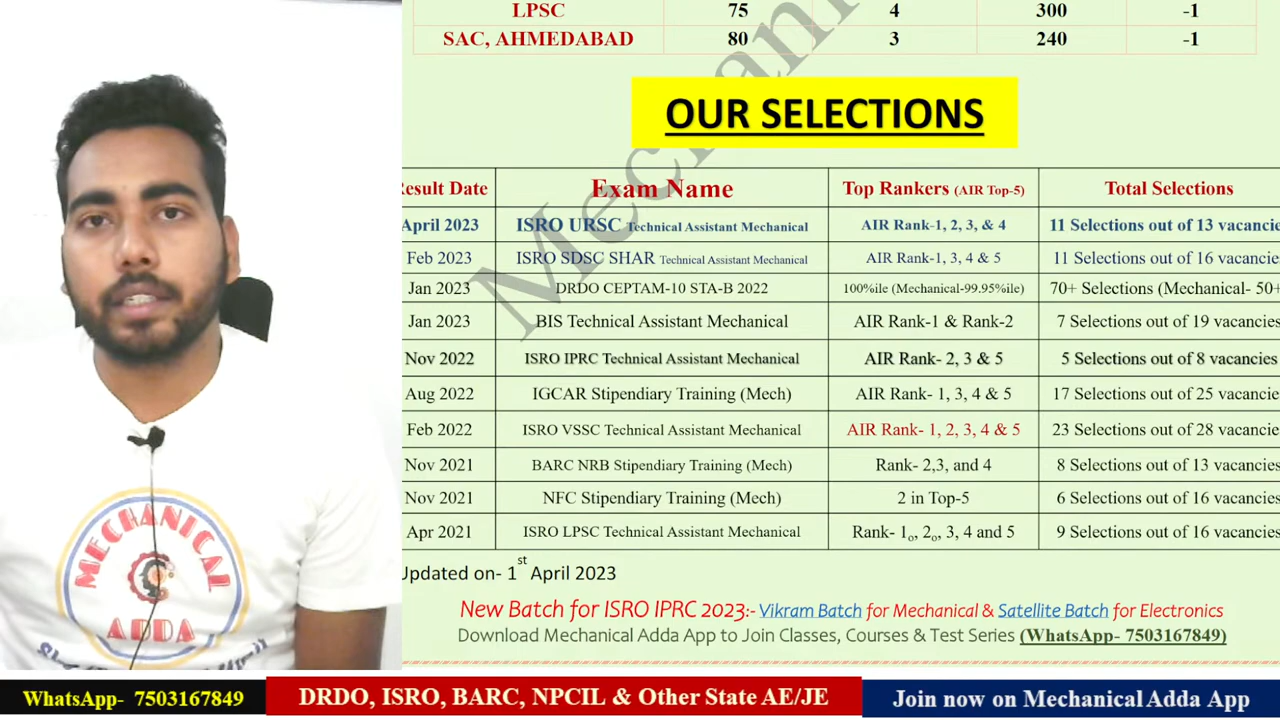 LPSC 75 4 300 -1
SAC, AHMEDABAD 80 3 240 -1
OUR SELECTIONS
Result Date Exam Name Top Rankers (AIR Top-5) Total Selections
April 2023 ISRO URSC Technical Assistant Mechanical AIR Rank-1, 2, 3, & 4 11 Selections out of 13 vacancie
Feb 2023 ISRO SDSC SHAR Technical Assistant Mechanical AIR Rank-1, 3, 4 & 5 11 Selections out of 16 vacancie
Jan 2023 DRDO CEPTAM-10 STA-B 2022 100%ile (Mechanical-99.95%ile) 70+ Selections (Mechanical- 50+
Jan 2023 BIS Technical Assistant Mechanical AIR Rank-1 & Rank-2 7 Selections out of 19 vacancies
Nov 2022 ISRO IPRC Technical Assistant Mechanical AIR Rank- 2, 3 & 5 5 Selections out of 8 vacancies
Aug 2022 IGCAR Stipendiary Training (Mech) AIR Rank- 1, 3, 4 & 5 17 Selections out of 25 vacancie
Feb 2022 ISRO VSSC Technical Assistant Mechanical AIR Rank- 1, 2, 3, 4 & 5 23 Selections out of 28 vacancie
Nov 2021 BARC NRB Stipendiary Training (Mech) Rank- 2,3, and 4 8 Selections out of 13 vacancies
Nov 2021 NFC Stipendiary Training (Mech) 2 in Top-5 6 Selections out of 16 vacancies
Apr 2021 ISRO LPSC Technical Assistant Mechanical Rank- 1o, 2o, 3, 4 and 5 9 Selections out of 16 vacancies
Updated on- 1st April 2023
New Batch for ISRO IPRC 2023:- Vikram Batch for Mechanical & Satellite Batch for Electronics
Download Mechanical Adda App to Join Classes, Courses & Test Series (WhatsApp- 7503167849)
Mechani
MECHANICAL
ADDA
WhatsApp- 7503167849 DRDO, ISRO, BARC, NPCIL & Other State AE/JE Join now on Mechanical Adda App